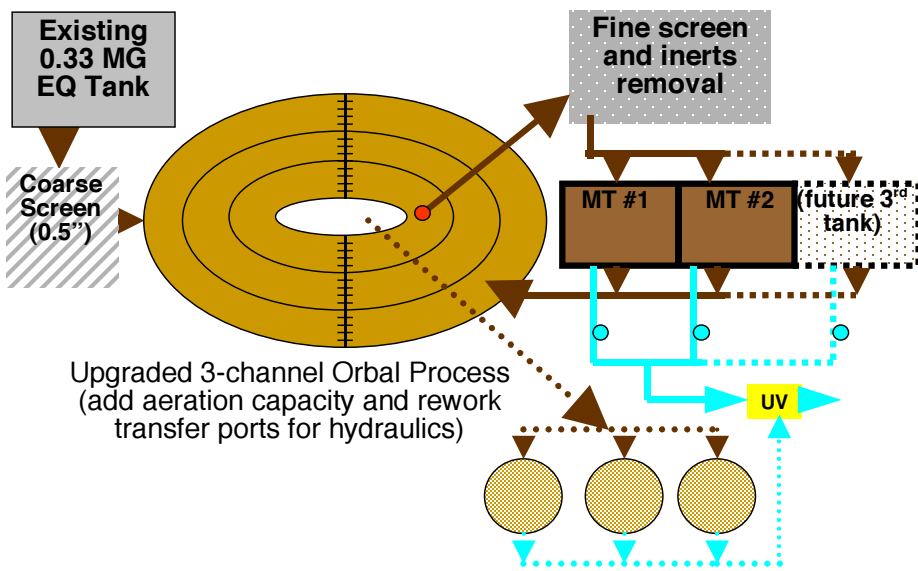 Existing
0.33 MG
EQ Tank
Fine screen
and inerts
removal
Coarse
Screen
(0.5”)
MT #1
MT #2
(future 3rd
tank)
Upgraded 3-channel Orbal Process
(add aeration capacity and rework
transfer ports for hydraulics)
UV